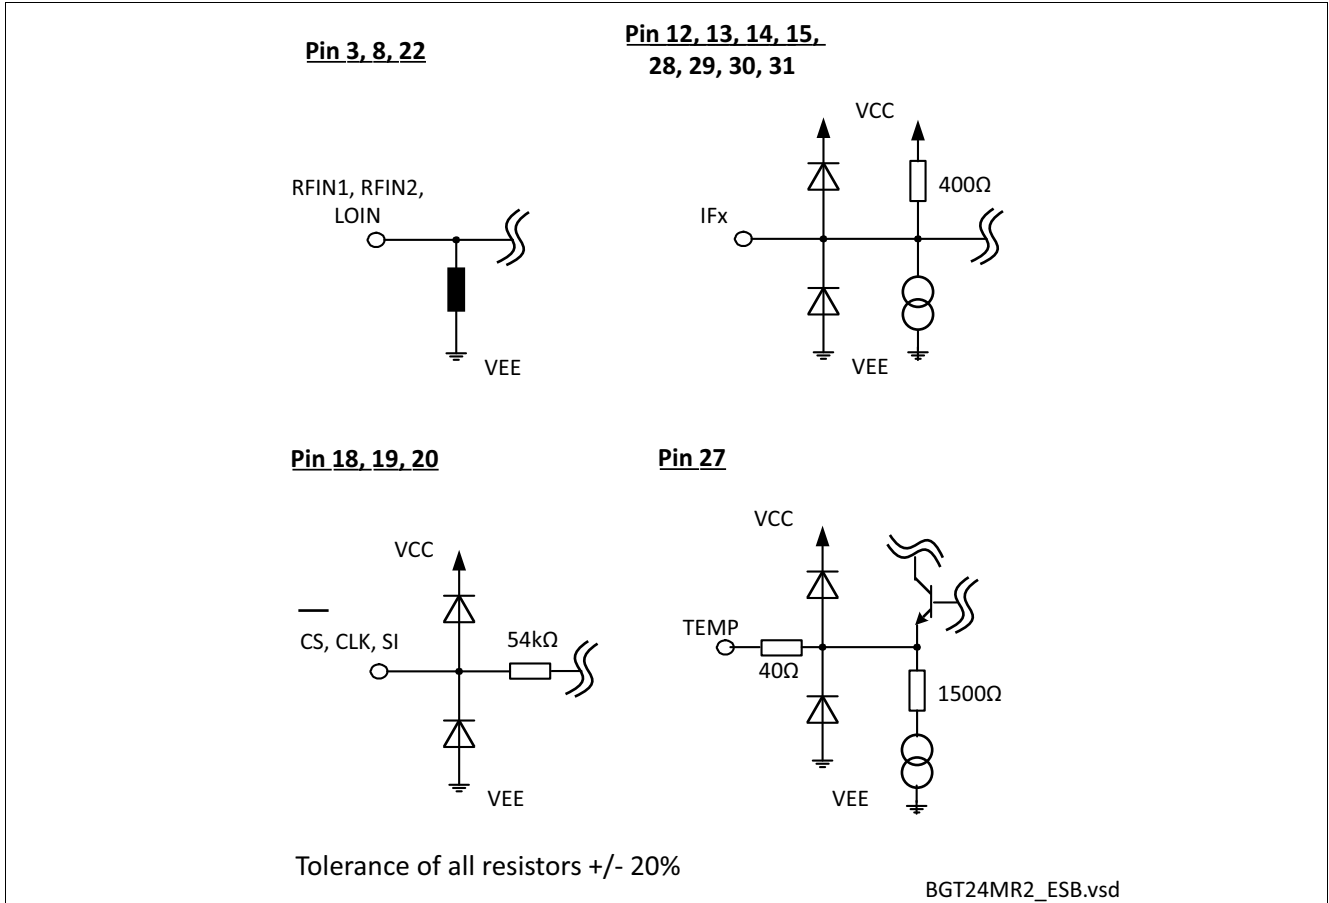 Pin 3, 8, 22
Pin 12, 13, 14, 15,
28, 29, 30, 31
RFIN1, RFIN2,
LOIN
VEE
VCC
400Ω
IFx
VEE
Pin 18, 19, 20
Pin 27
VCC
CS, CLK, SI
54kΩ
VEE
VCC
TEMP
40Ω
1500Ω
VEE
Tolerance of all resistors +/- 20%
BGT24MR2_ESB.vsd